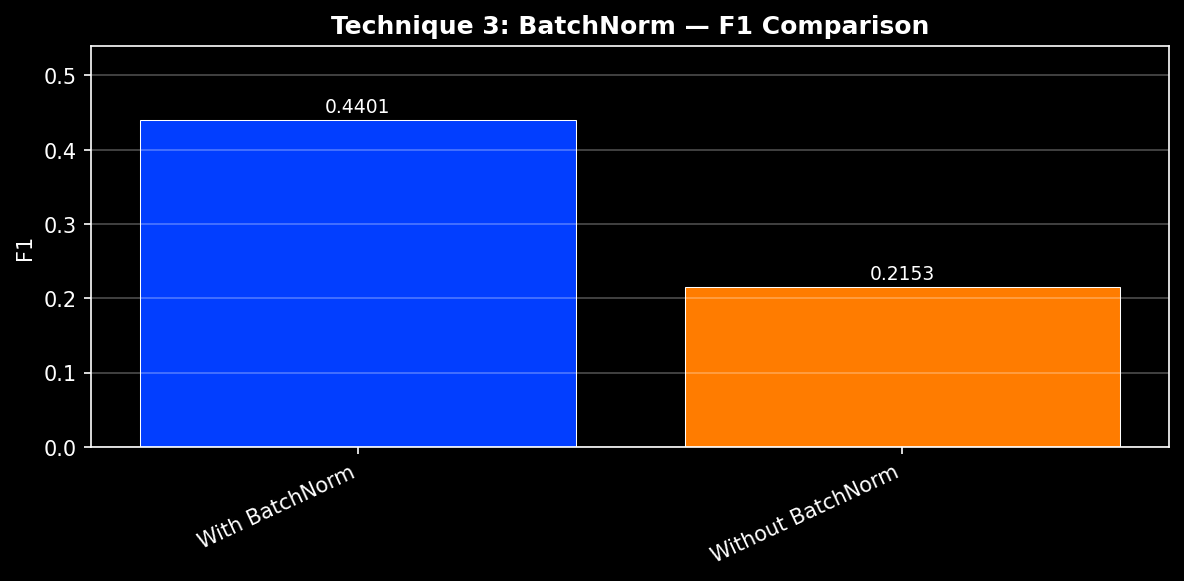 Technique 3: BatchNorm — F1 Comparison
F1
0.5
0.4
0.3
0.2
0.1
0.0
0.4401
0.2153
With BatchNorm
Without BatchNorm